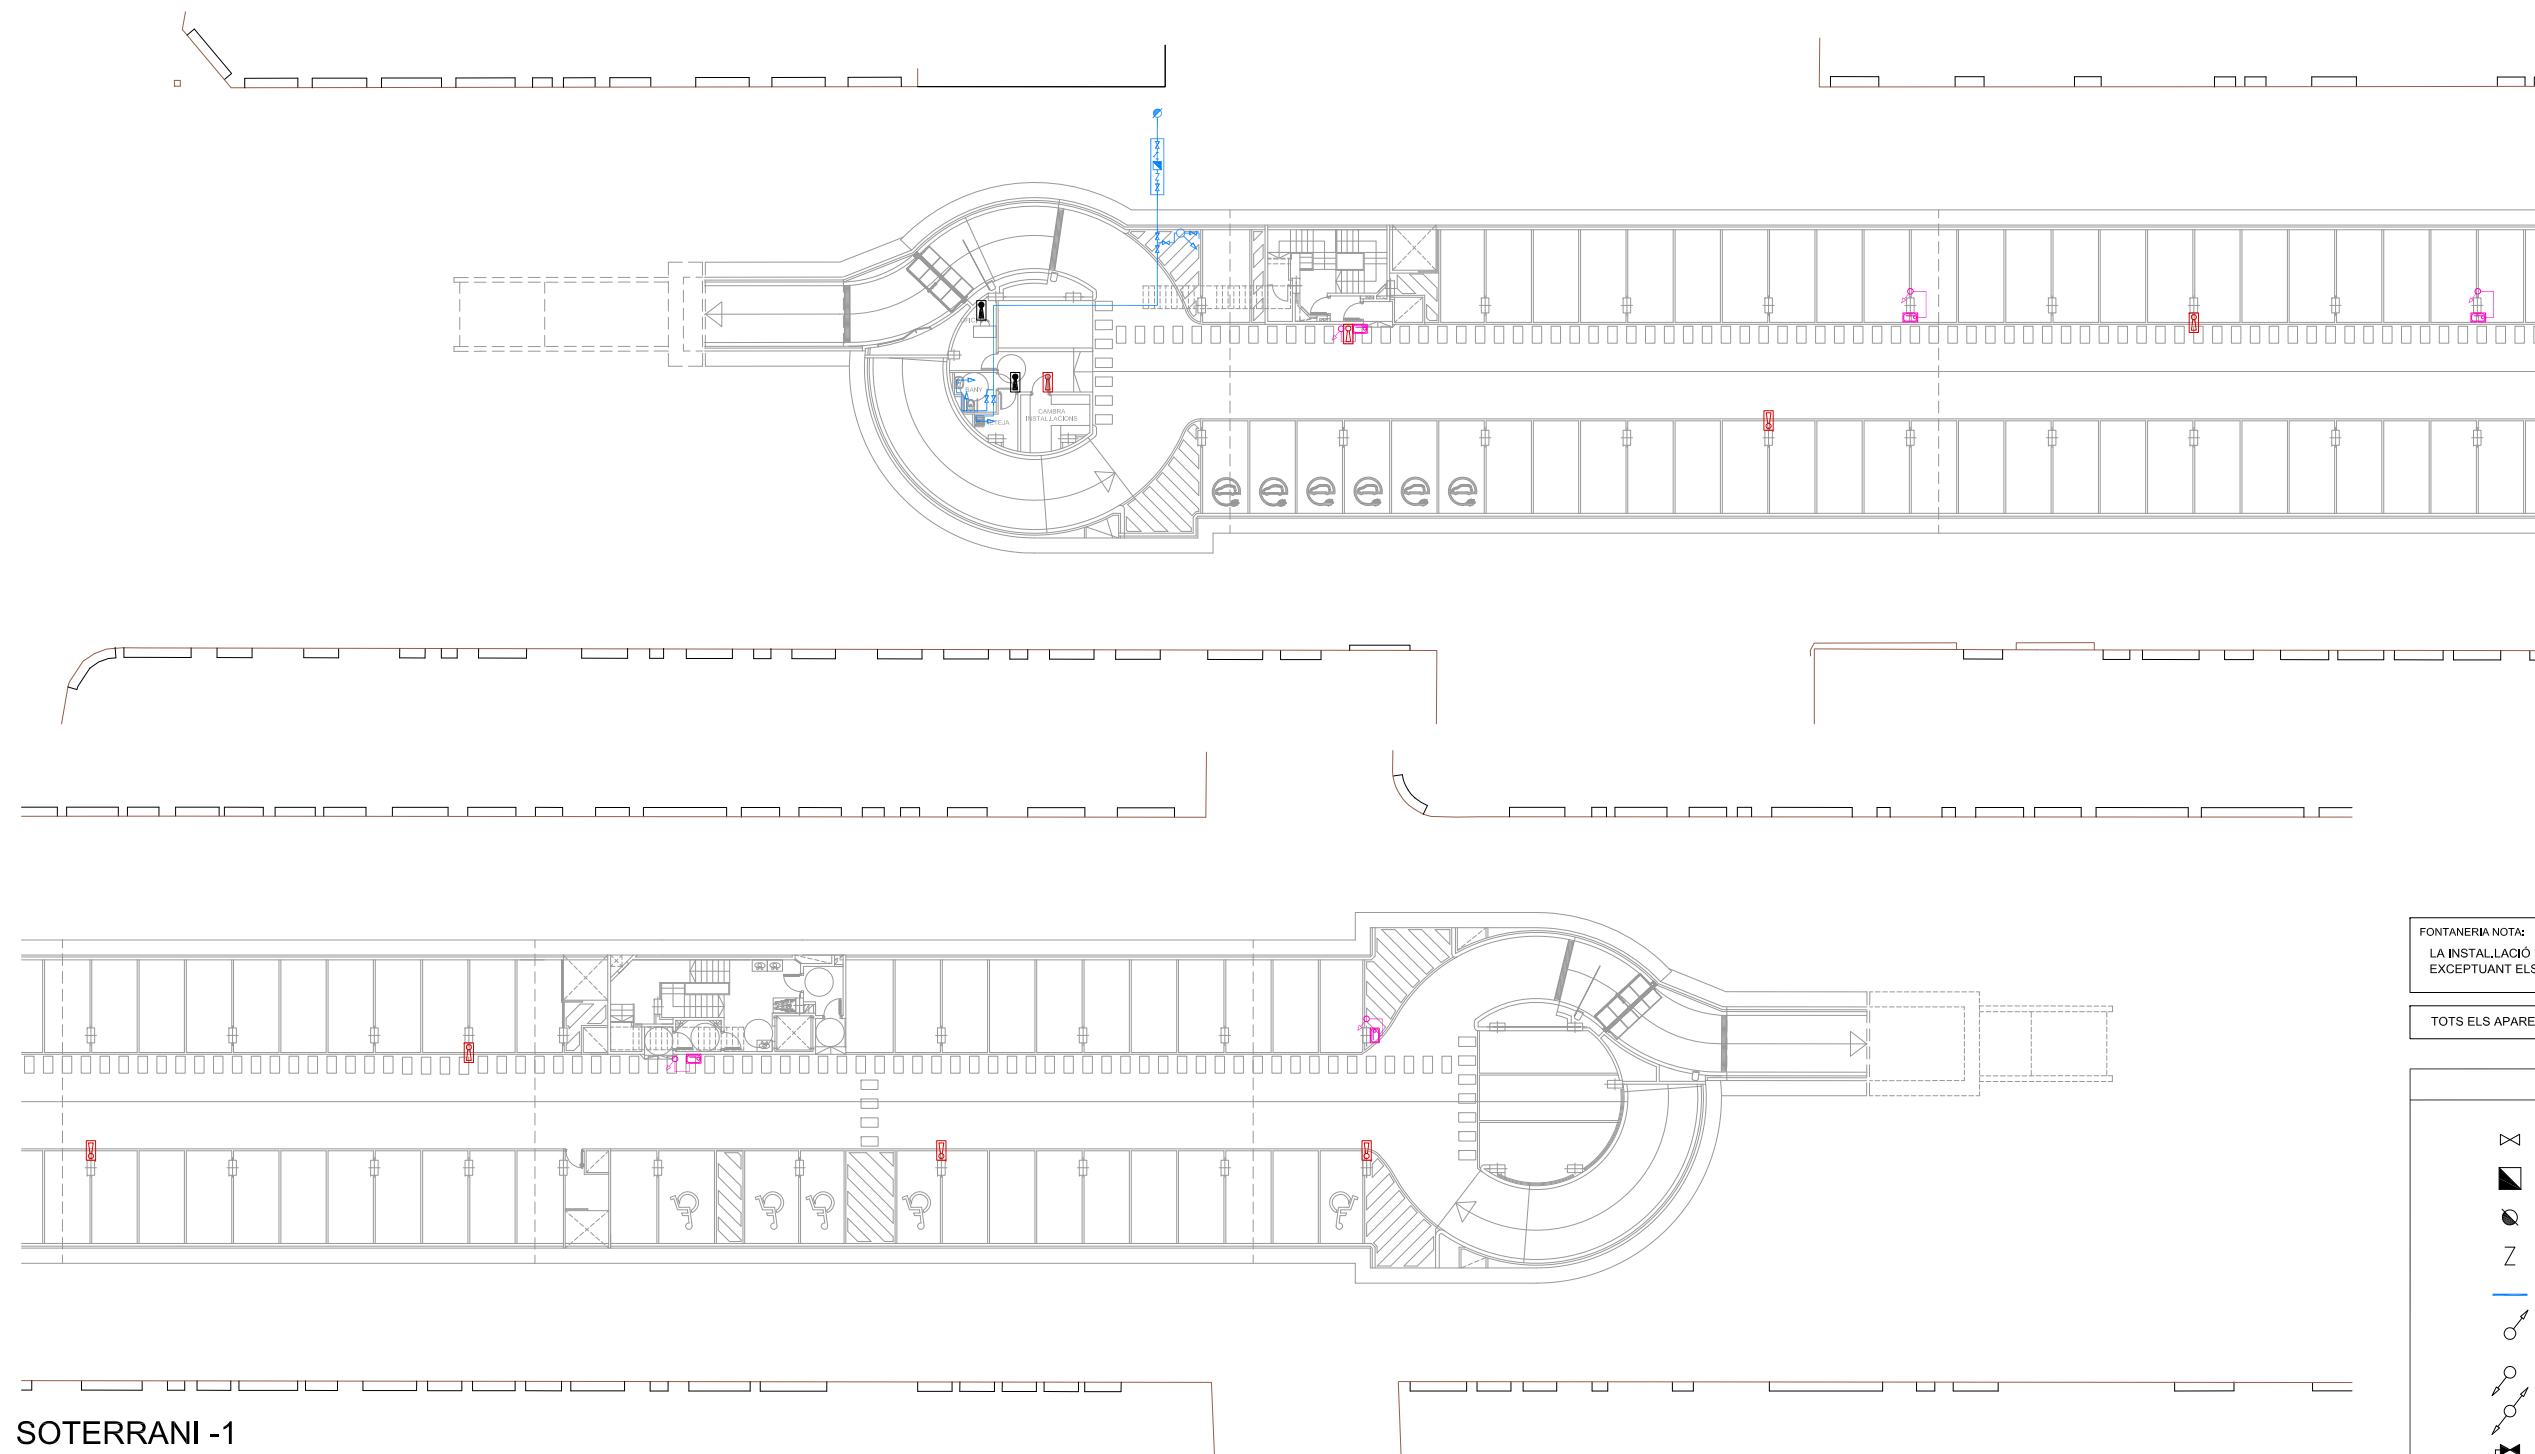 BANY
CAMBRA
INSTAL.LACIONS
FONTANERIA NOTA:
LA INSTAL.LACIÓ
EXCEPTUANT ELS
TOTS ELS APARE
SOTERRANI -1